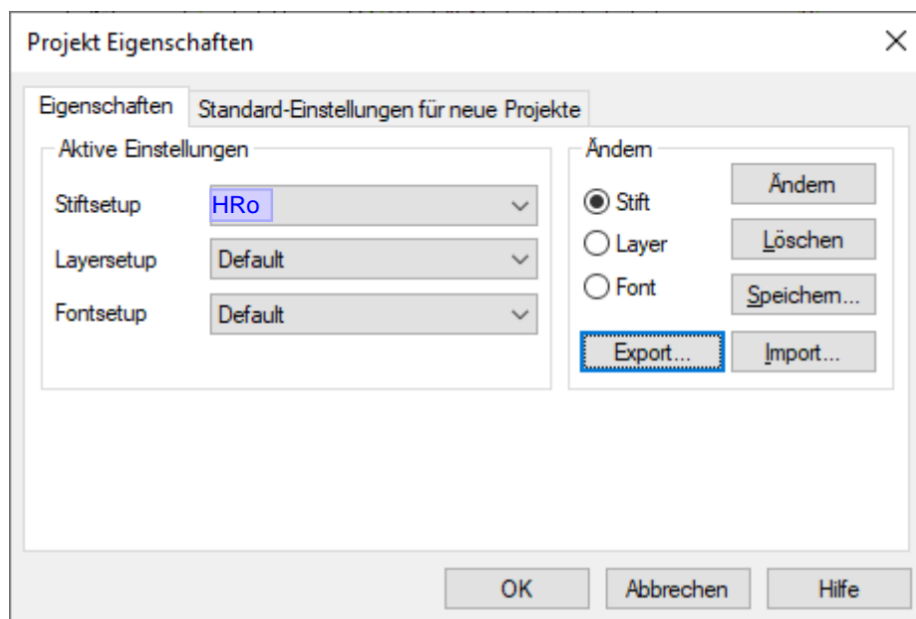 Projekt Eigenschaften
Eigenschaften
Standard-Einstellungen für neue Projekte
Aktive Einstellungen
Stiftsetup
HRo
Layersetup
Default
Fontsetup
Default
Ändern
Stift
Layer
Font
Ändern
Löschen
Speichern...
Export...
Import...
OK
Abbrechen
Hilfe